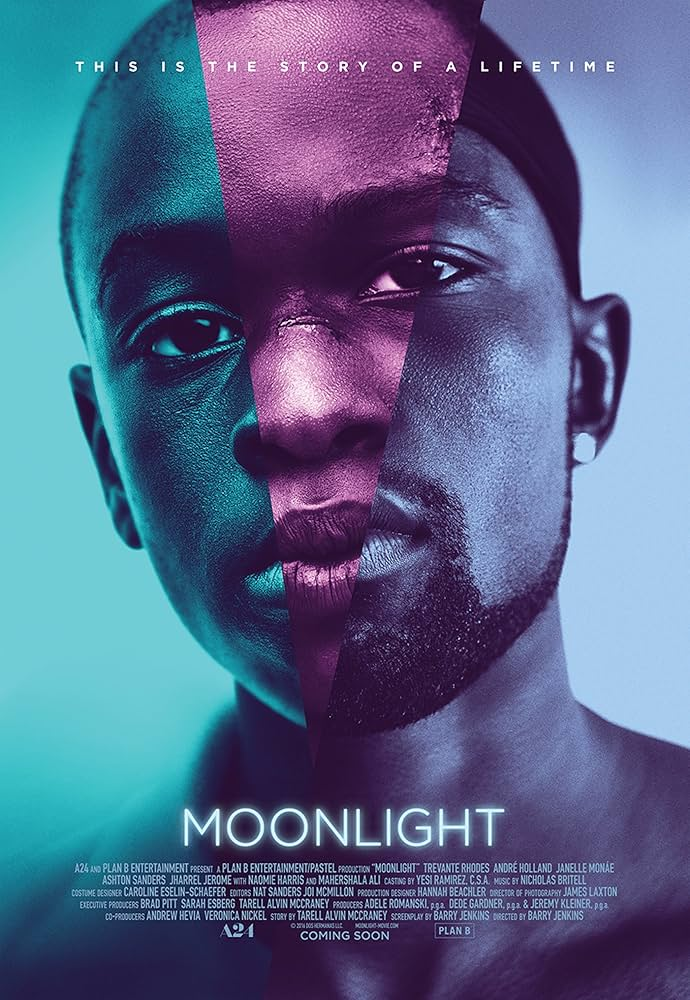 THIS IS THE STORY OF A LIFETIME
MOONLIGHT
A24 AND PLAN B ENTERTAINMENT PRESENT A PLAN B ENTERTAINMENT/PASTEL PRODUCTION "MOONLIGHT" TREVANTE RHODES ANDRÉ HOLLAND JANELLE MONÁE
ASHTON SANDERS JHARREL JEROME WITH NAOMIE HARRIS AND MAHERSHALA ALI CASTING BY YESI RAMIREZ, C.S.A. MUSIC BY NICHOLAS BRITELL
COSTUME DESIGNER CAROLINE ESELIN-SCHAEFER EDITORS NAT SANDERS JOI MCMILLON PRODUCTION DESIGNER HANNAH BEACHLER DIRECTOR OF PHOTOGRAPHY JAMES LAXTON
EXECUTIVE PRODUCERS BRAD PITT SARAH ESBERG TARELL ALVIN MCCRANEY PRODUCERS ADELE ROMANSKI, p.g.a. DEDE GARDNER, p.g.a. & JEREMY KLEINER, p.g.a.
CO-PRODUCERS ANDREW HEVIA VERONICA NICKEL STORY BY TARELL ALVIN MCCRANEY SCREENPLAY BY BARRY JENKINS DIRECTED BY BARRY JENKINS
A24 © 2016 DOS HERMANAS LLC. MOONLIGHT-MOVIE.COM PLAN B
COMING SOON